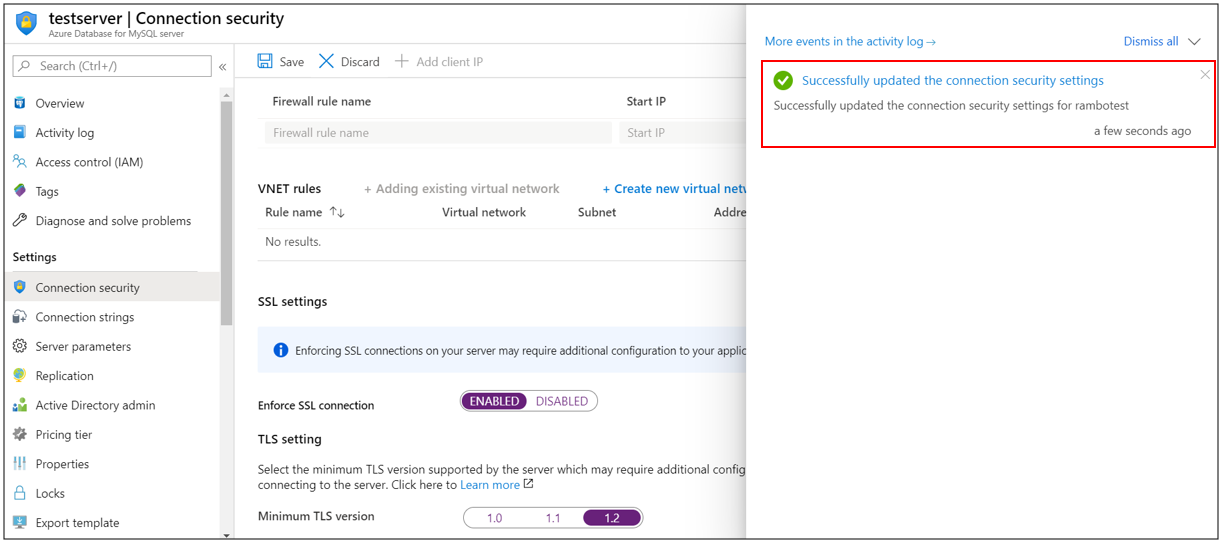 testserver | Connection security
Azure Database for MySQL server
Search (Ctrl+/)
«
Overview
Activity log
Access control (IAM)
Tags
Diagnose and solve problems
Settings
Connection security
Connection strings
Server parameters
Replication
Active Directory admin
Pricing tier
Properties
Locks
Export template
Save Discard Add client IP
Firewall rule name Start IP
Firewall rule name Start IP
VNET rules + Adding existing virtual network + Create new virtual netw
Rule name ↑↓ Virtual network Subnet Addre
No results.
SSL settings
Enforcing SSL connections on your server may require additional configuration to your applic
Enforce SSL connection ENABLED DISABLED
TLS setting
Select the minimum TLS version supported by the server which may require additional config
connecting to the server. Click here to Learn more
Minimum TLS version 1.0 1.1 1.2
More events in the activity log → Dismiss all
Successfully updated the connection security settings
Successfully updated the connection security settings for rambotest
a few seconds ago